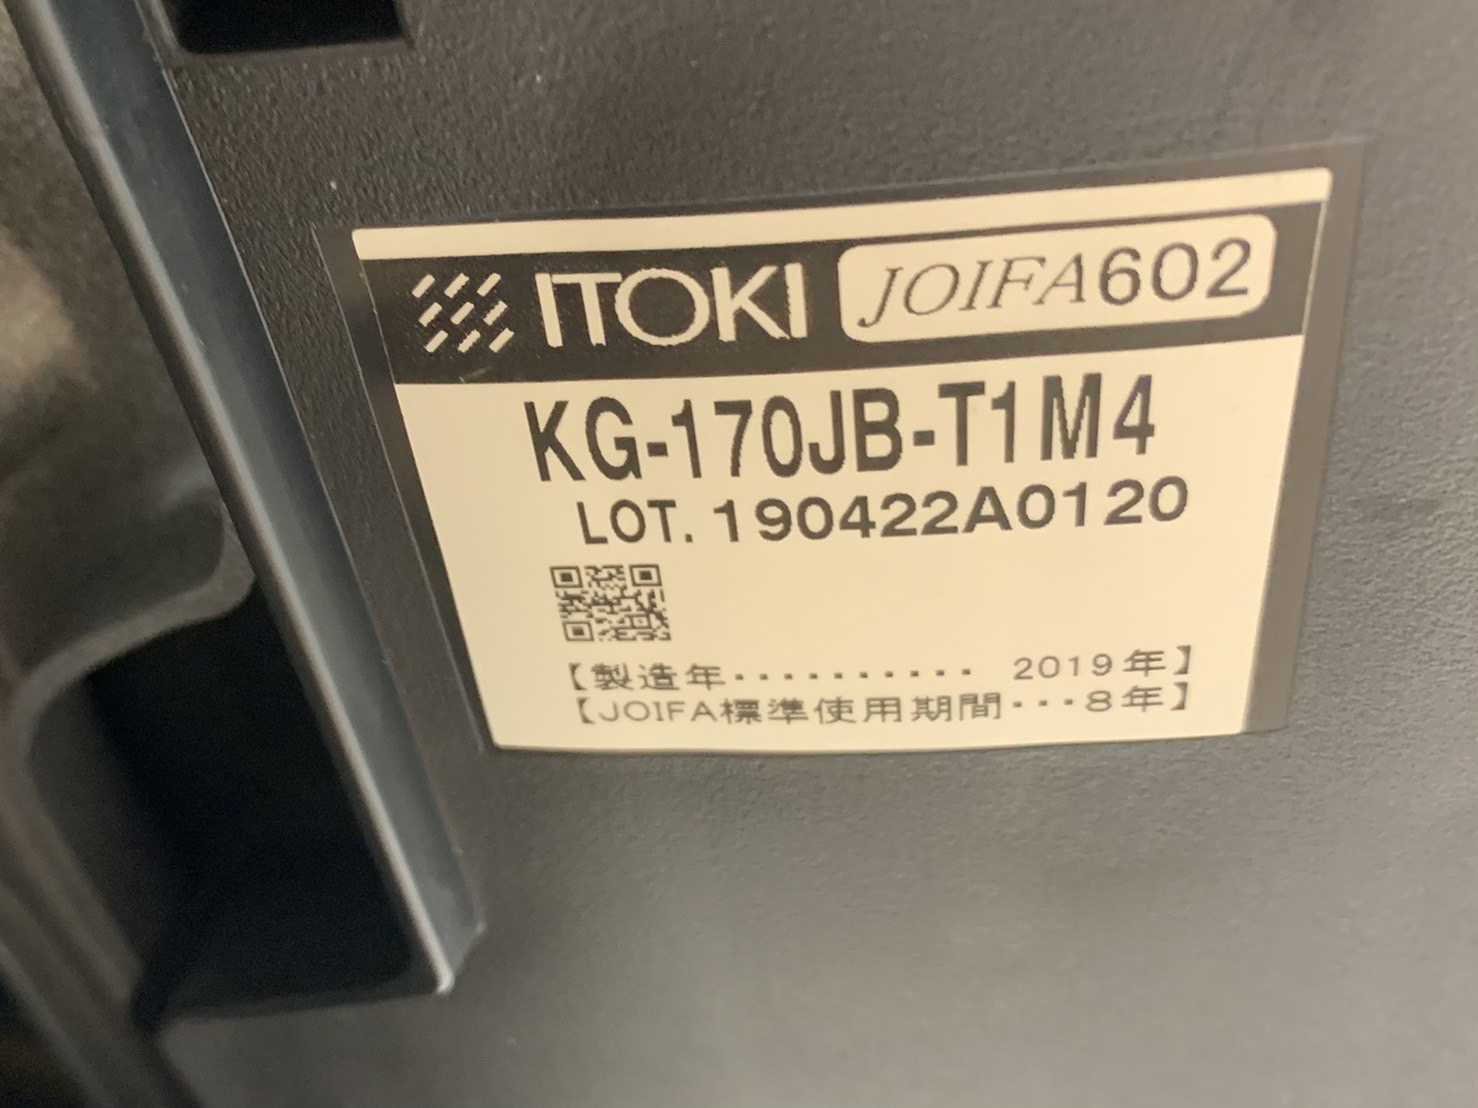 ITOKI JOIFA602
KG-170JB-T1M4
LOT. 190422A0120
【製造年･･････････ 2019年】
【JOIFA標準使用期間･･･8年】